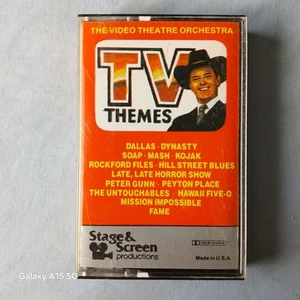 THE VIDEO THEATRE ORCHESTRA
TV
THEMES
DALLAS · DYNASTY
SOAP · MASH · KOJAK
ROCKFORD FILES · HILL STREET BLUES
LATE, LATE HORROR SHOW
PETER GUNN · PEYTON PLACE
THE UNTOUCHABLES · HAWAII FIVE-O
MISSION IMPOSSIBLE
FAME
Stage &
Screen
productions
Made in U.S.A
Galaxy A15 5G